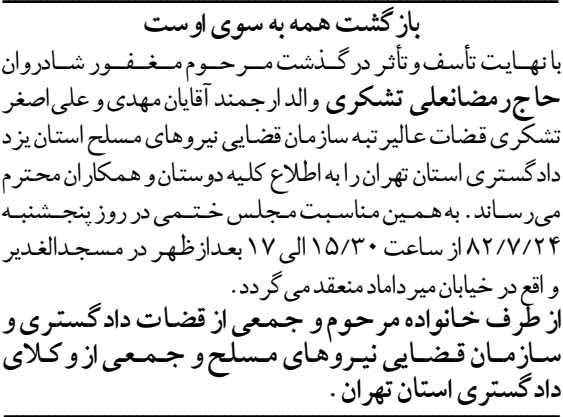 بازگشت همه به سوی اوست
با نهایت تأسف و تأثر درگذشت مرحوم مغفور شادروان
حاج رمضانعلی تشکری والد ارجمند آقایان مهدی و علی‌اصغر
تشکری قضات عالیرتبه سازمان قضایی نیروهای مسلح استان یزد
دادگستری استان تهران را به اطلاع کلیه دوستان و همکاران محترم
می‌رساند. به همین مناسبت مجلس ختمی در روز پنجشنبه
۸۲/۷/۲۴ از ساعت ۱۵/۳۰ الی ۱۷ بعدازظهر در مسجدالغدیر
واقع در خیابان میرداماد منعقد می‌گردد.
از طرف خانواده مرحوم و جمعی از قضات دادگستری و
سازمان قضایی نیروهای مسلح و جمعی از وکلای
دادگستری استان تهران.